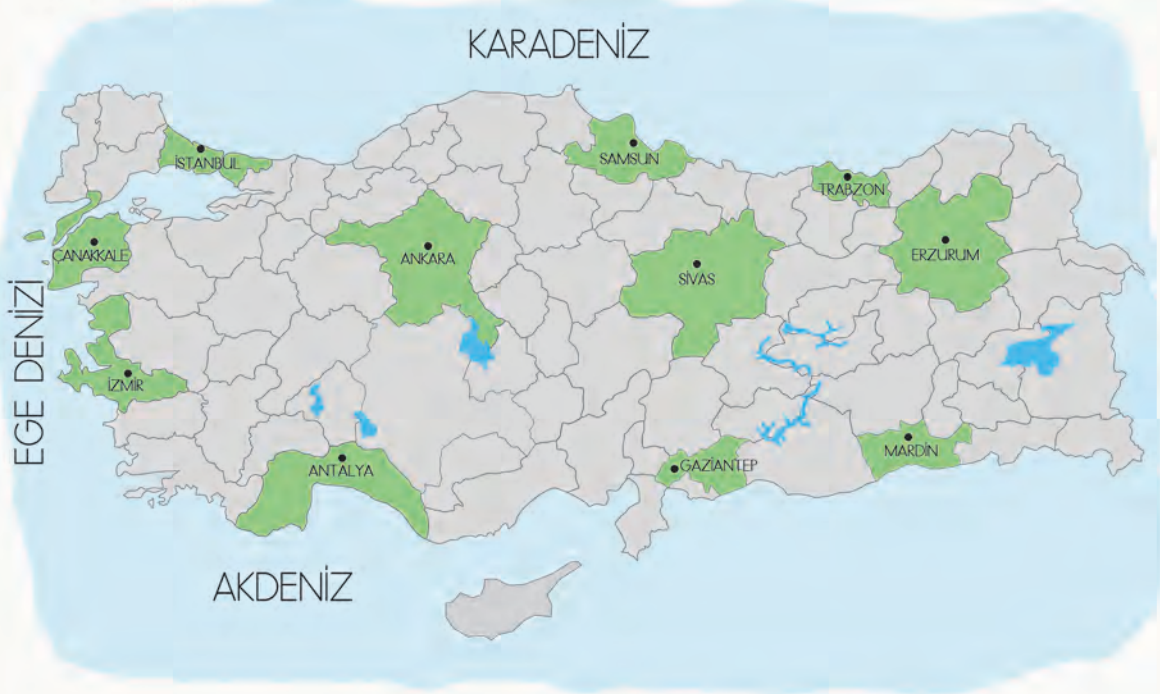 KARADENİZ
İSTANBUL
SAMSUN
TRABZON
ÇANAKKALE
ANKARA
SİVAS
ERZURUM
EGE DENİZİ
İZMİR
ANTALYA
GAZİANTEP
MARDİN
AKDENİZ